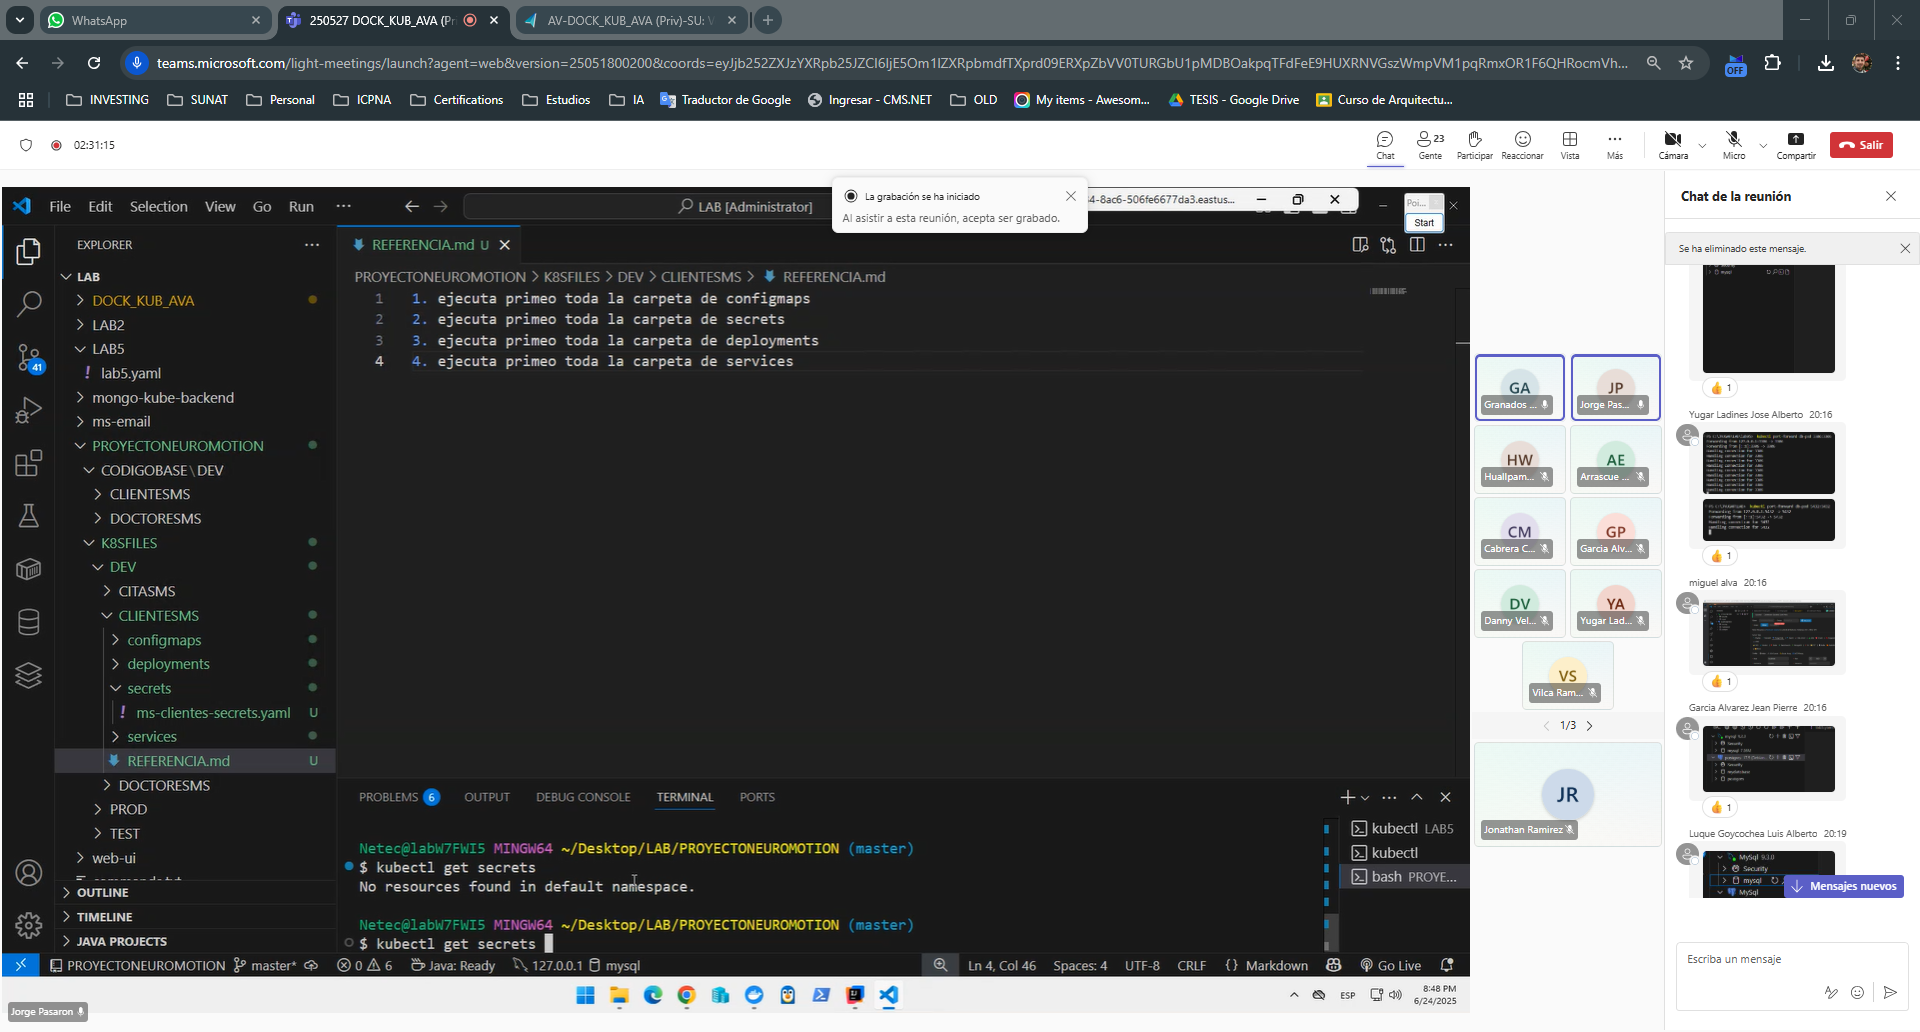 WhatsApp
250527 DOCK_KUB_AVA (Pr
AV-DOCK_KUB_AVA (Priv)-SU: V
teams.microsoft.com/light-meetings/launch?agent=web&version=25051800200&coords=eyJjb252ZXJzYXRpb25JZCI6IjE5Om1lZXRpbmdfTXprd09ERXpZbVV0TURGbU1pMDBOakpqTFdFeE9HUXRNVGszWmpVM1pqRmxOR1F6QHRocmVh...
OFF
INVESTING
SUNAT
Personal
ICPNA
Certifications
Estudios
IA
Traductor de Google
Ingresar - CMS.NET
OLD
My items - Awesom...
TESIS - Google Drive
Curso de Arquitectu...
02:31:15
Chat
Gente
23
Participar
Reaccionar
Vista
Más
Cámara
Micro
Compartir
Salir
La grabación se ha iniciado
Al asistir a esta reunión, acepta ser grabado.
File Edit Selection View Go Run ...
LAB [Administrator]
4-8ac6-506fe6677da3.eastus...
Poi...
Start
EXPLORER
LAB
DOCK_KUB_AVA
LAB2
LAB5
! lab5.yaml
mongo-kube-backend
ms-email
PROYECTONEUROMOTION
CODIGOBASE\DEV
CLIENTESMS
DOCTORESMS
K8SFILES
DEV
CITASMS
CLIENTESMS
configmaps
deployments
secrets
! ms-clientes-secrets.yaml U
services
REFERENCIA.md U
DOCTORESMS
PROD
TEST
web-ui
OUTLINE
TIMELINE
JAVA PROJECTS
41
REFERENCIA.md U
PROYECTONEUROMOTION > K8SFILES > DEV > CLIENTESMS > REFERENCIA.md
1 1. ejecuta primeo toda la carpeta de configmaps
2 2. ejecuta primeo toda la carpeta de secrets
3 3. ejecuta primeo toda la carpeta de deployments
4 4. ejecuta primeo toda la carpeta de services
PROBLEMS 6 OUTPUT DEBUG CONSOLE TERMINAL PORTS
Netec@labW7FWI5 MINGW64 ~/Desktop/LAB/PROYECTONEUROMOTION (master)
$ kubectl get secrets
No resources found in default namespace.
Netec@labW7FWI5 MINGW64 ~/Desktop/LAB/PROYECTONEUROMOTION (master)
$ kubectl get secrets
kubectl LAB5
kubectl
bash PROYE...
PROYECTONEUROMOTION master* 0 6 Java: Ready 127.0.0.1 mysql
Ln 4, Col 46 Spaces: 4 UTF-8 CRLF {} Markdown Go Live
ESP
8:48 PM
6/24/2025
Jorge Pasaron
GA
Granados ...
JP
Jorge Pas...
HW
Huallpam...
AE
Arrascue ...
CM
Cabrera C...
GP
Garcia Alv...
DV
Danny Vel...
YA
Yugar Lad...
VS
Vilca Ram...
1/3
JR
Jonathan Ramirez
Chat de la reunión
Se ha eliminado este mensaje.
1
Yugar Ladines Jose Alberto 20:16
1
miguel alva 20:16
1
Garcia Alvarez Jean Pierre 20:16
1
Luque Goycochea Luis Alberto 20:19
MySql 9.3.0
Security
mysql
MySql
Mensajes nuevos
Escriba un mensaje